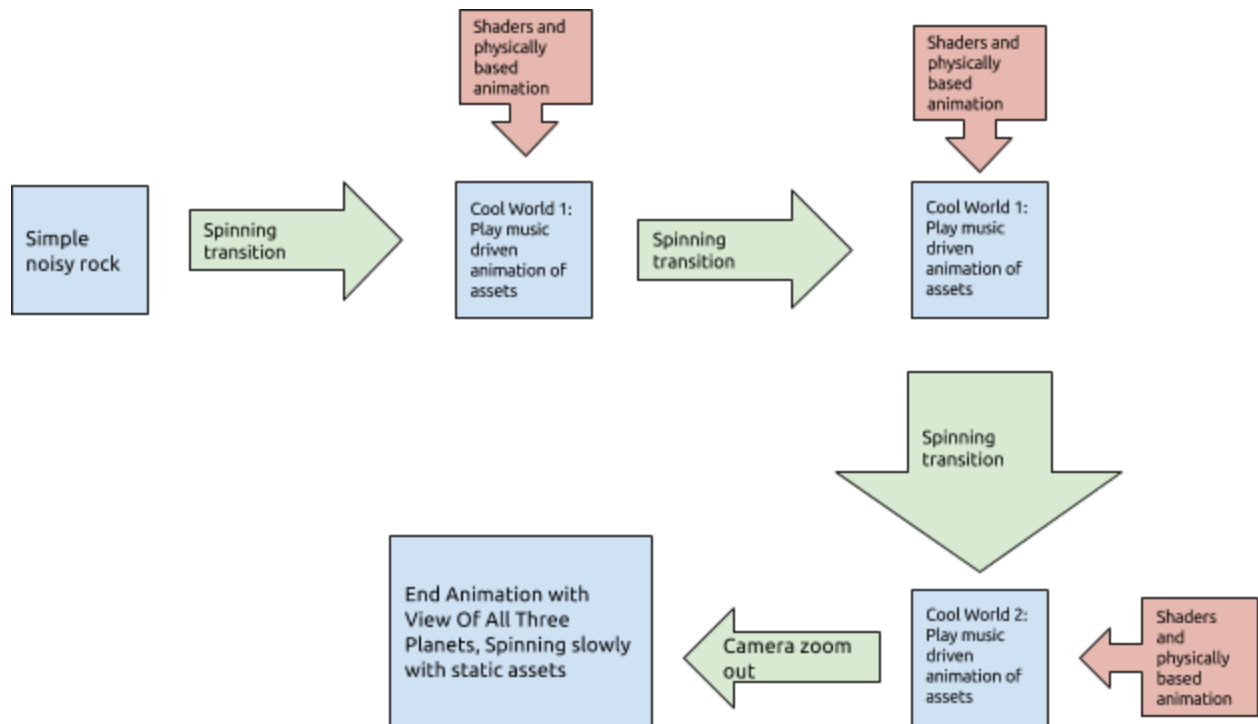 Shaders and
physically
based
animation
Shaders and
physically
based
animation
Simple
noisy rock
Spinning
transition
Cool World 1:
Play music
driven
animation of
assets
Spinning
transition
Cool World 1:
Play music
driven
animation of
assets
Spinning
transition
End Animation with
View Of All Three
Planets, Spinning slowly
with static assets
Camera zoom
out
Cool World 2:
Play music
driven
animation of
assets
Shaders
and
physically
based
animation